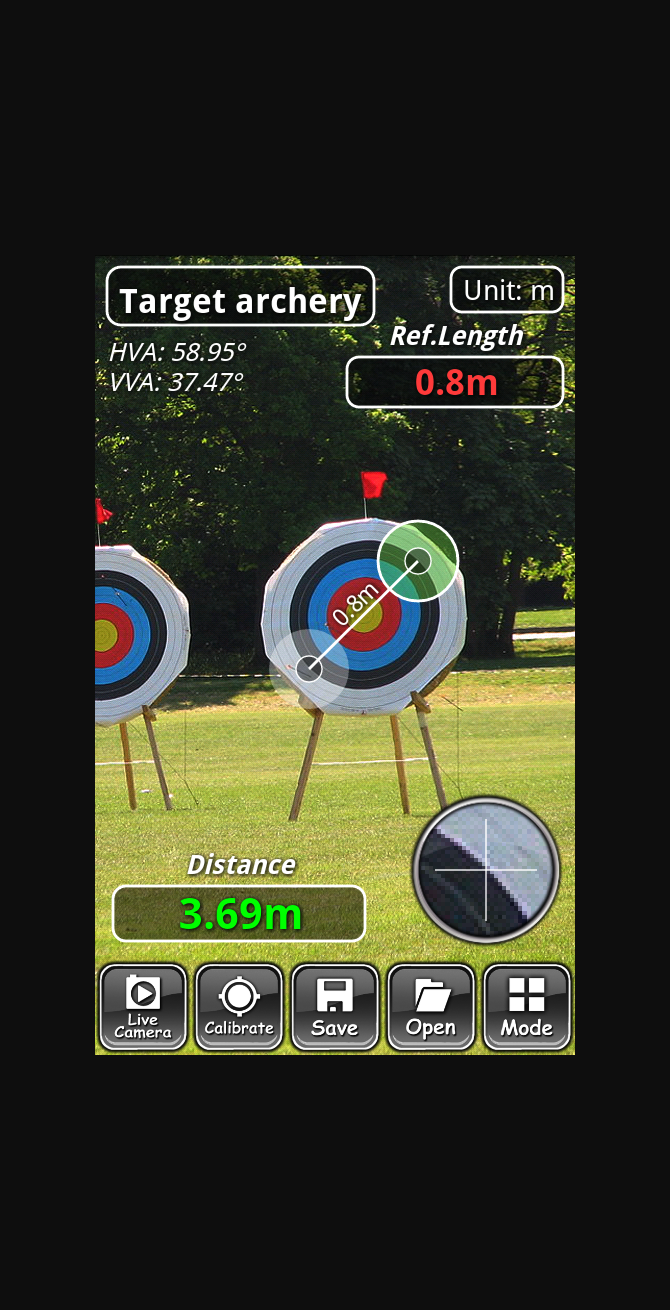 Target archery
Unit: m
HVA: 58.95°
VVA: 37.47°
Ref.Length
0.8m
0.8m
Distance
3.69m
Live
Camera
Calibrate
Save
Open
Mode